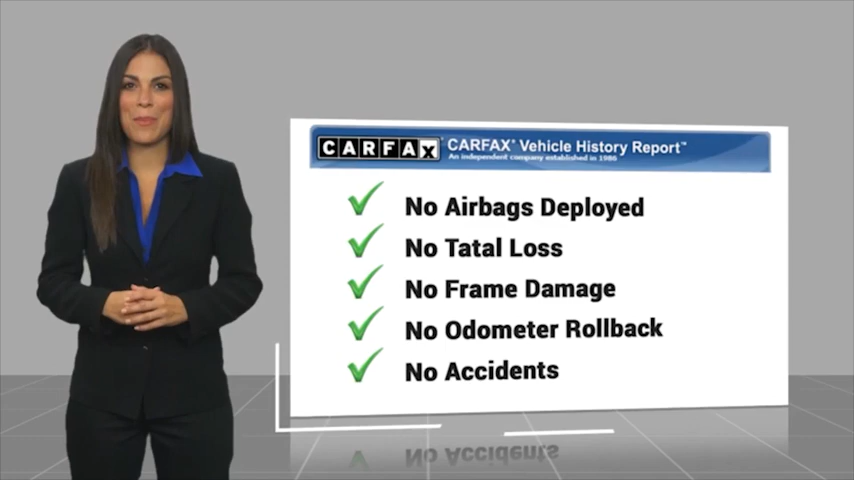 CARFAX® CARFAX® Vehicle History Report™
An independent company established in 1986
No Airbags Deployed
No Tatal Loss
No Frame Damage
No Odometer Rollback
No Accidents
No Accidents